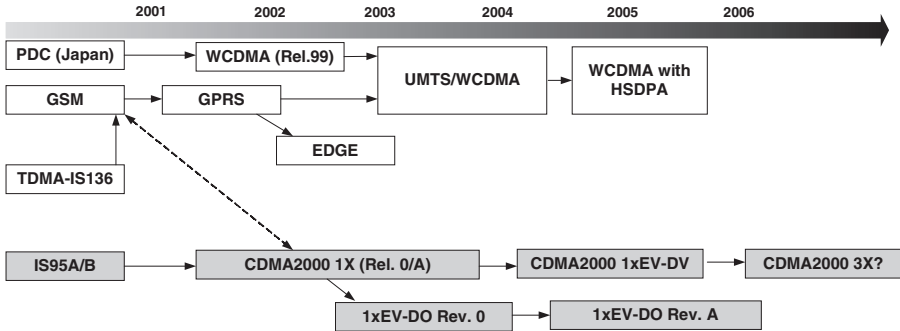 2001 2002 2003 2004 2005 2006
PDC (Japan)
WCDMA (Rel.99)
UMTS/WCDMA
WCDMA with
HSDPA
GSM
GPRS
EDGE
TDMA-IS136
IS95A/B
CDMA2000 1X (Rel. 0/A)
CDMA2000 1xEV-DV
CDMA2000 3X?
1xEV-DO Rev. 0
1xEV-DO Rev. A